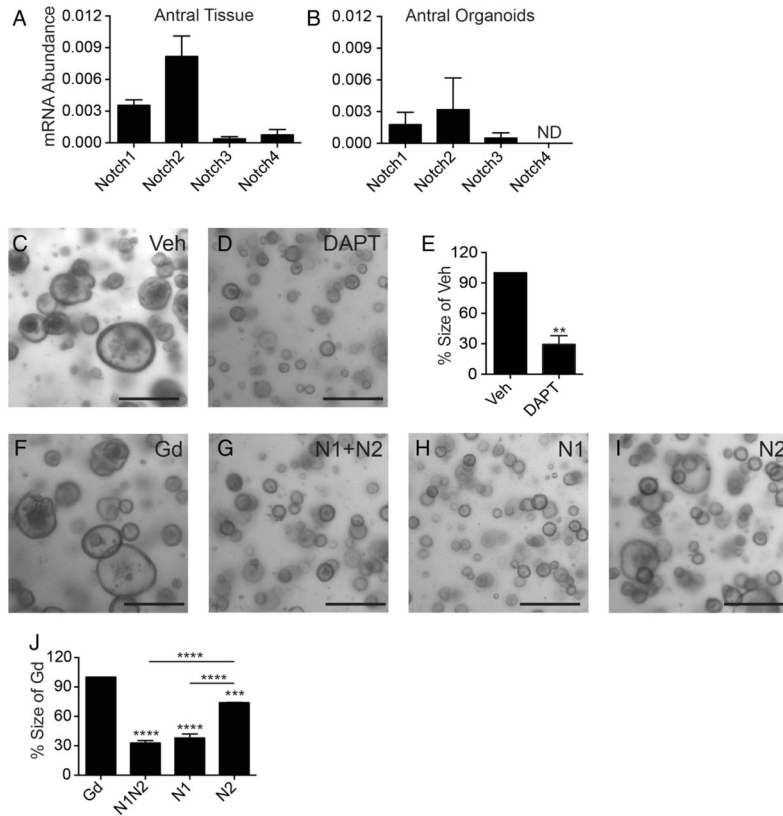 A
Antral Tissue
mRNA Abundance
0.012
0.009
0.006
0.003
0.000
Notch1
Notch2
Notch3
Notch4
B
Antral Organoids
0.012
0.009
0.006
0.003
0.000
ND
Notch1
Notch2
Notch3
Notch4
C
Veh
D
DAPT
E
% Size of Veh
120
90
60
30
0
**
Veh
DAPT
F
Gd
G
N1+N2
H
N1
I
N2
J
% Size of Gd
120
90
60
30
0
****
****
****
****
***
Gd
N1N2
N1
N2